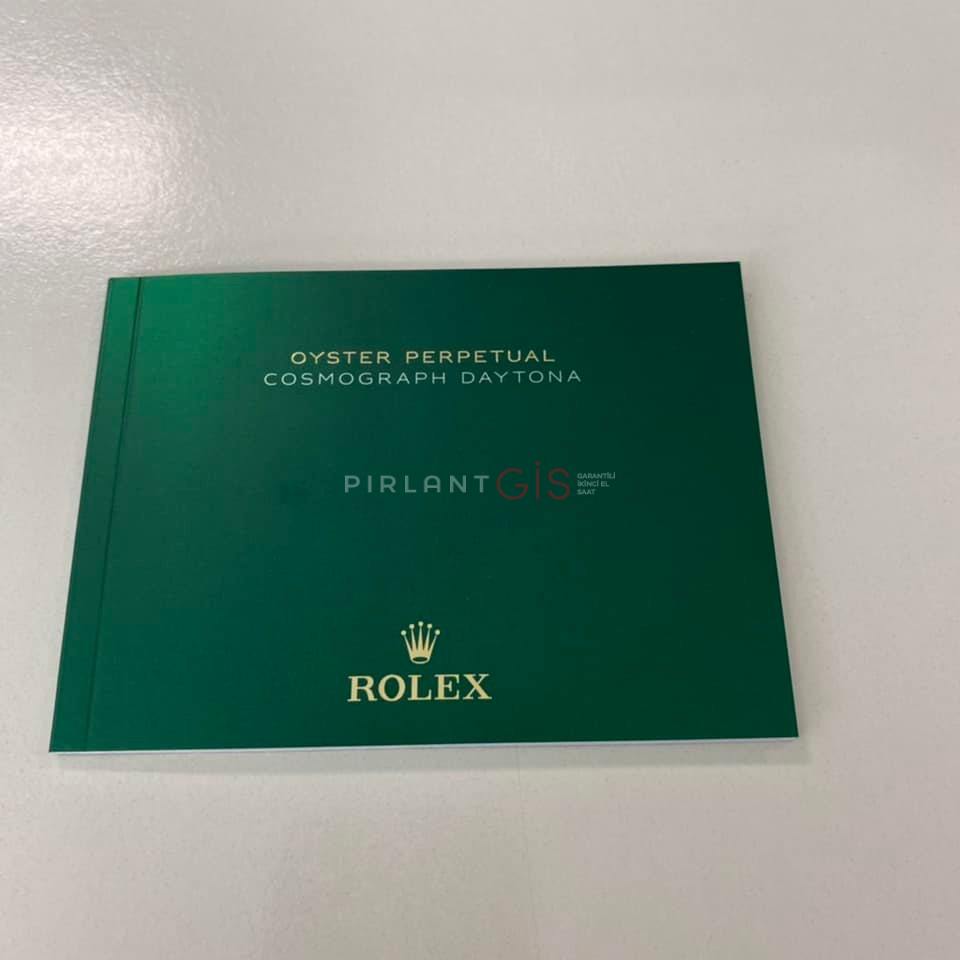 OYSTER PERPETUAL
COSMOGRAPH DAYTONA
PIRLANTGİS
GARANTİLİ
İKİNCİ EL
SAAT
ROLEX